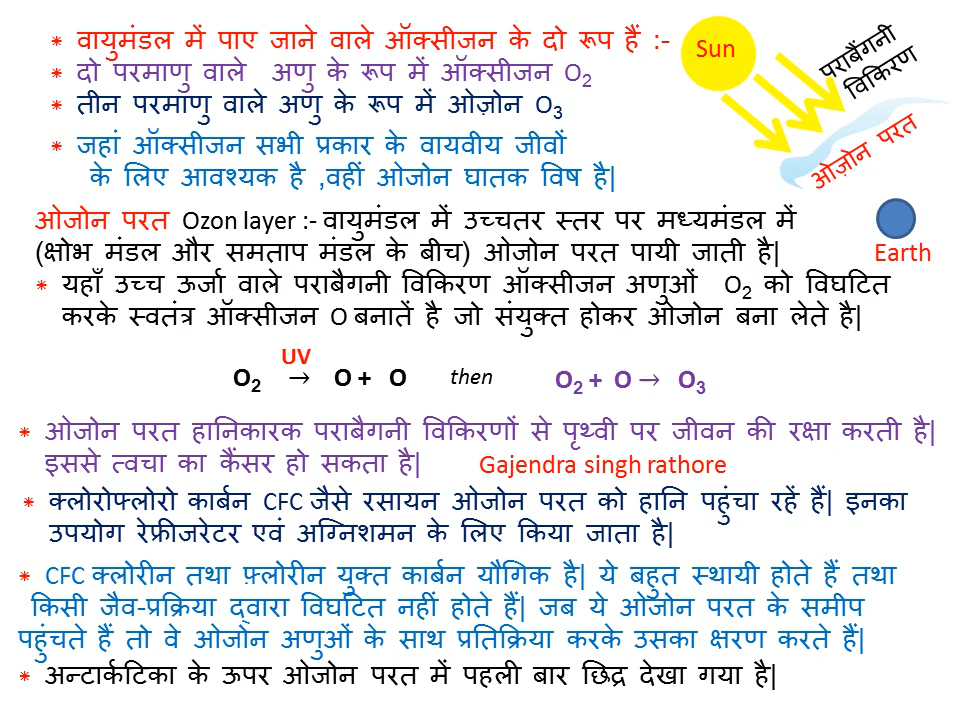 * वायुमंडल में पाए जाने वाले ऑक्सीजन के दो रूप हैं :-
* दो परमाणु वाले अणु के रूप में ऑक्सीजन O2
* तीन परमाणु वाले अणु के रूप में ओज़ोन O3
* जहां ऑक्सीजन सभी प्रकार के वायवीय जीवों
के लिए आवश्यक है ,वहीं ओजोन घातक विष है|
Sun
पराबैंगनी
विकिरण
ओज़ोन परत
Earth
ओजोन परत Ozon layer :- वायुमंडल में उच्चतर स्तर पर मध्यमंडल में
(क्षोभ मंडल और समताप मंडल के बीच) ओजोन परत पायी जाती है|
* यहाँ उच्च ऊर्जा वाले पराबैगनी विकिरण ऑक्सीजन अणुओं O2 को विघटित
करके स्वतंत्र ऑक्सीजन O बनातें है जो संयुक्त होकर ओजोन बना लेते है|
UV
O2 → O + O then O2 + O → O3
* ओजोन परत हानिकारक पराबैगनी विकिरणों से पृथ्वी पर जीवन की रक्षा करती है|
इससे त्वचा का कैंसर हो सकता है| Gajendra singh rathore
* क्लोरोफ्लोरो कार्बन CFC जैसे रसायन ओजोन परत को हानि पहुंचा रहें हैं| इनका
उपयोग रेफ्रीजरेटर एवं अग्निशमन के लिए किया जाता है|
* CFC क्लोरीन तथा फ़्लोरीन युक्त कार्बन यौगिक है| ये बहुत स्थायी होते हैं तथा
किसी जैव-प्रक्रिया द्वारा विघटित नहीं होते हैं| जब ये ओजोन परत के समीप
पहुंचते हैं तो वे ओजोन अणुओं के साथ प्रतिक्रिया करके उसका क्षरण करते हैं|
* अन्टार्कटिका के ऊपर ओजोन परत में पहली बार छिद्र देखा गया है|